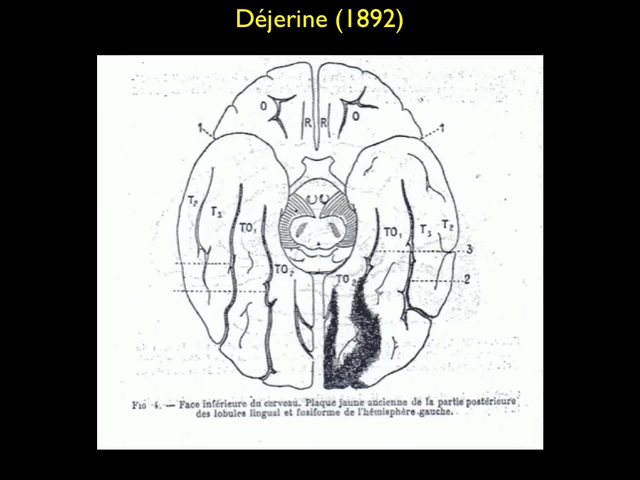 Déjerine (1892)
O
O
R R
1
1
T₂
T₃
TO₁
TO₁
T₃
T₂
3
TO₂
TO₂
2
Fig 4. — Face inférieure du cerveau. Plaque jaune ancienne de la partie postérieure
des lobules lingual et fusiforme de l'hémisphère gauche.